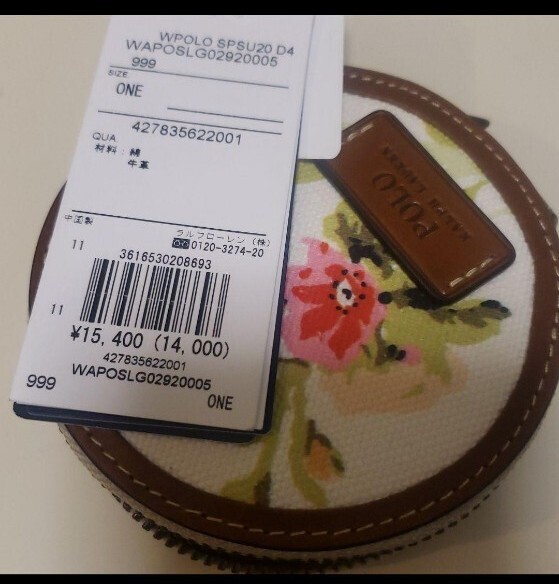 WPOLO SPSU20 D4
WAPOSLG02920005
999
SIZE
ONE
427835622001
QUA
材料: 綿
牛革
中国製
ラルフローレン (株)
0120-3274-20
11
3616530208693
11
¥15,400 (14,000)
427835622001
WAPOSLG02920005
999
ONE
POLO
RALPH LAUREN